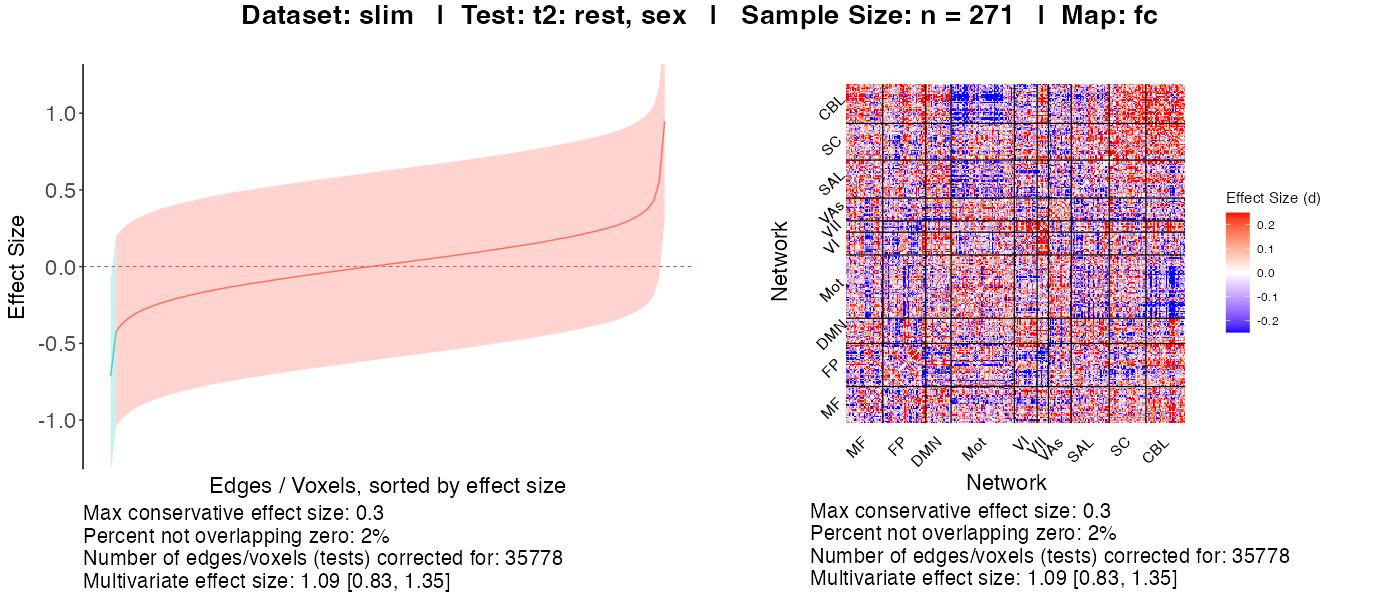 Dataset: slim | Test: t2: rest, sex | Sample Size: n = 271 | Map: fc
Effect Size
1.0
0.5
0.0
-0.5
-1.0
Edges / Voxels, sorted by effect size
Max conservative effect size: 0.3
Percent not overlapping zero: 2%
Number of edges/voxels (tests) corrected for: 35778
Multivariate effect size: 1.09 [0.83, 1.35]
Network
CBL
SC
SAL
VAs
VII
VI
Mot
DMN
FP
MF
MF
FP
DMN
Mot
VI
VII
VAs
SAL
SC
CBL
Network
Effect Size (d)
0.2
0.1
0.0
-0.1
-0.2
Max conservative effect size: 0.3
Percent not overlapping zero: 2%
Number of edges/voxels (tests) corrected for: 35778
Multivariate effect size: 1.09 [0.83, 1.35]